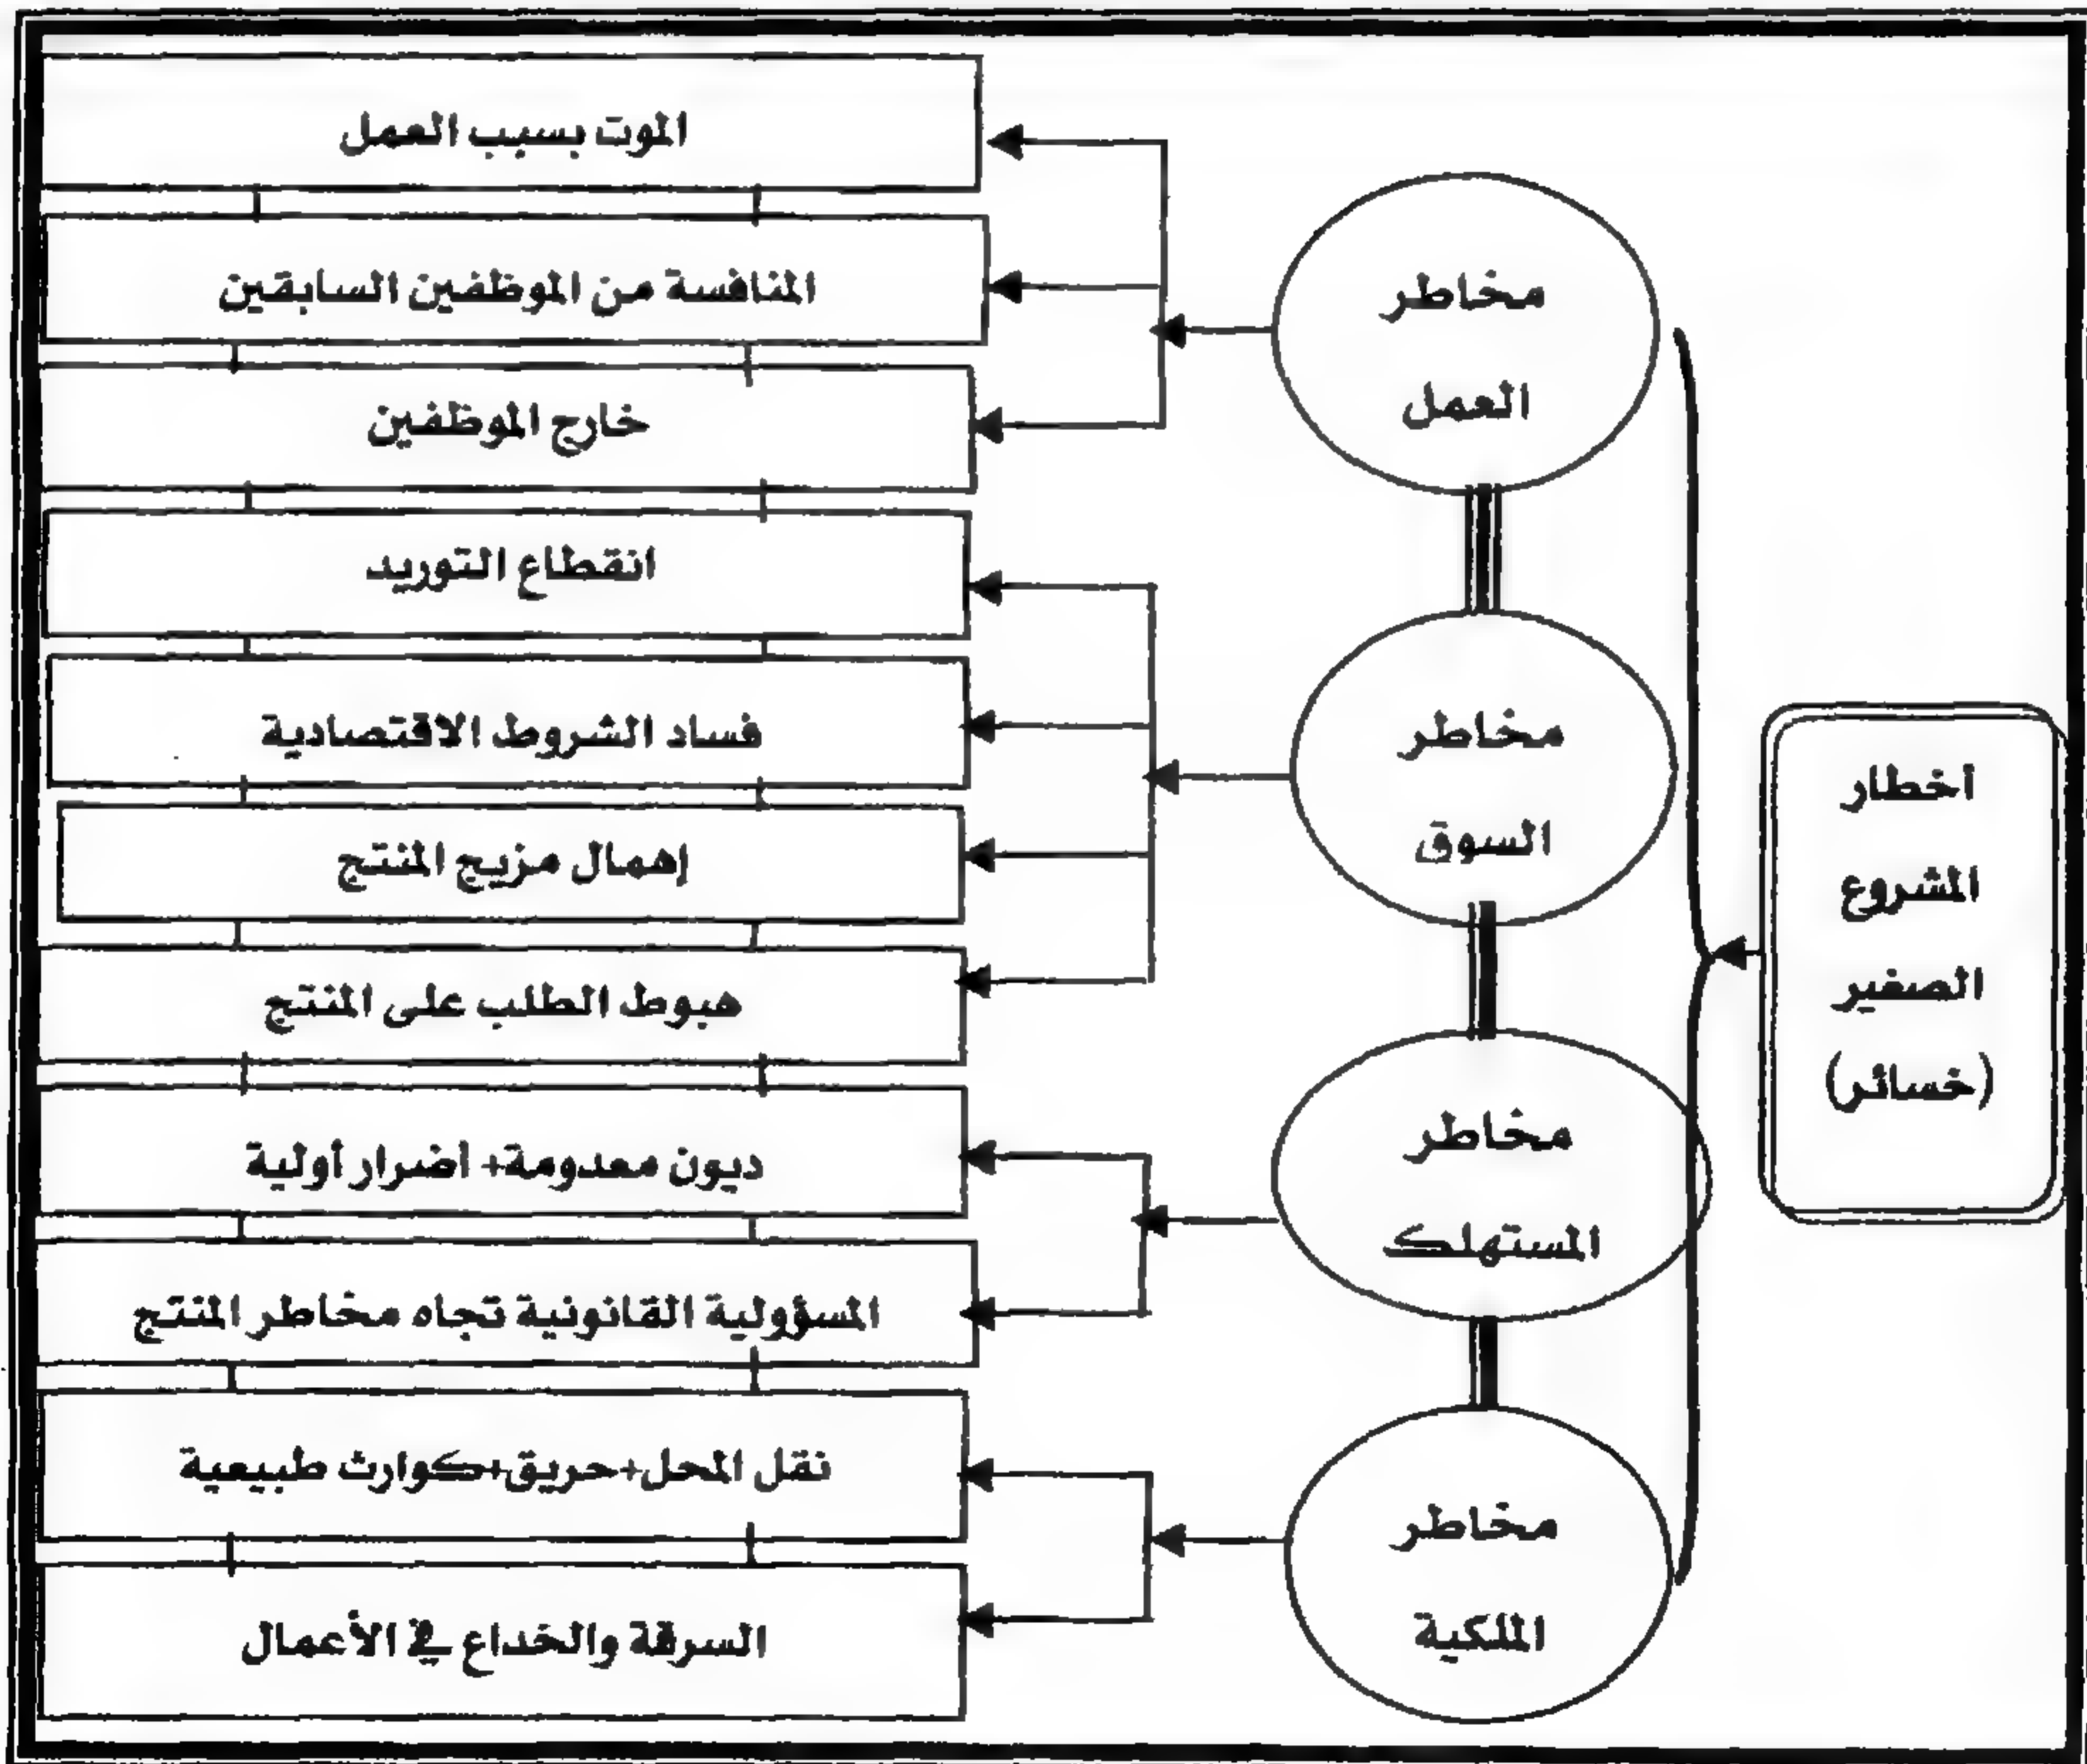 أخطار
المشروع
الصغير
(خسائر)
مخاطر
العمل
الموت بسبب العمل
المنافسة من الموظفين السابقين
خارج الموظفين
مخاطر
السوق
انقطاع التوريد
فساد الشروط الاقتصادية
إهمال مزيج المنتج
هبوط الطلب على المنتج
مخاطر
المستهلك
ديون معدومة+ اضرار أولية
المسؤولية القانونية تجاه مخاطر المنتج
مخاطر
الملكية
نقل المحل+حريق+كوارث طبيعية
السرقة والخداع في الأعمال